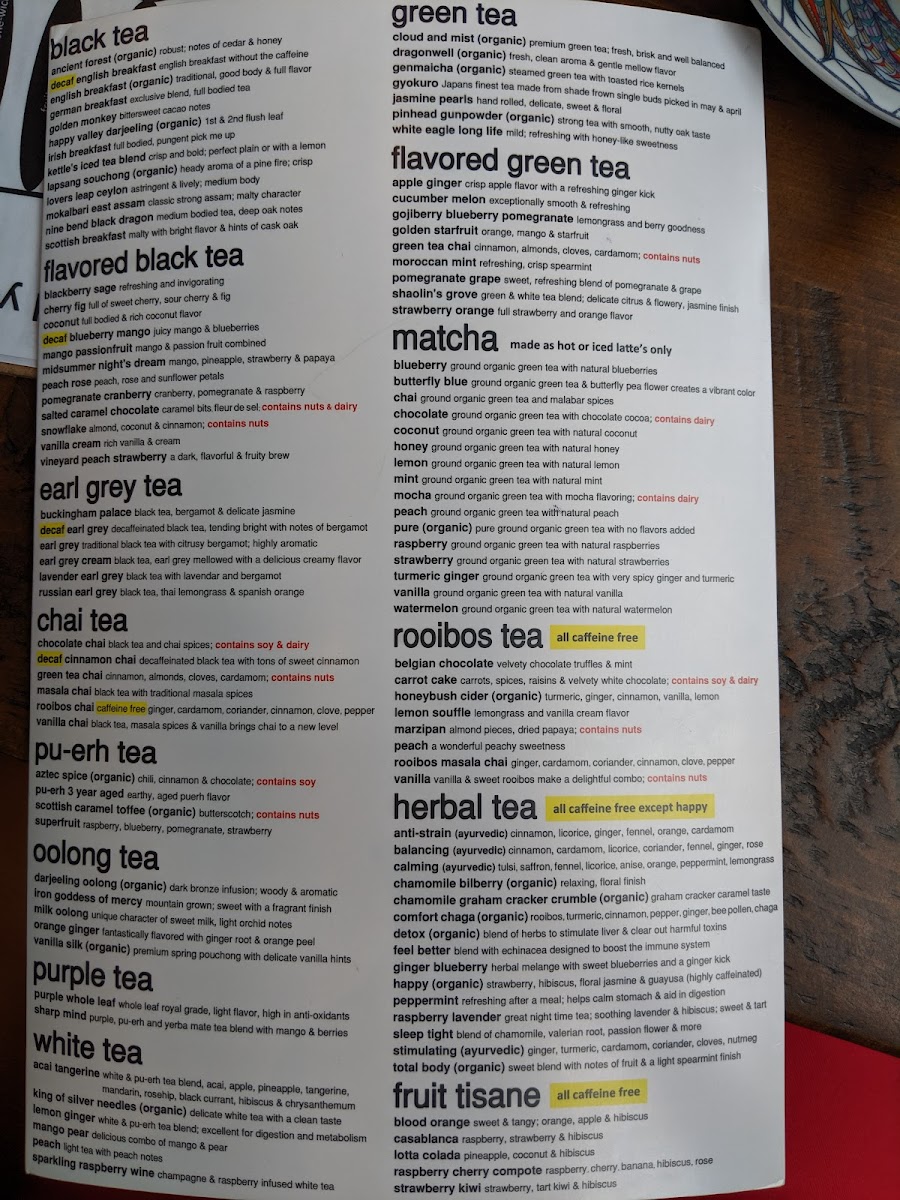 black tea
ancient forest (organic) robust; notes of cedar & honey
decaf english breakfast english breakfast without the caffeine
english breakfast (organic) traditional, good body & full flavor
german breakfast exclusive blend, full bodied tea
golden monkey bittersweet cacao notes
happy valley darjeeling (organic) 1st & 2nd flush leaf
irish breakfast full bodied, pungent pick me up
kettle's iced tea blend crisp and bold; perfect plain or with a lemon
lapsang souchong (organic) heady aroma of a pine fire; crisp
lovers leap ceylon astringent & lively; medium body
mokalbari east assam classic strong assam; malty character
nine bend black dragon medium bodied tea, deep oak notes
scottish breakfast malty with bright flavor & hints of cask oak
flavored black tea
blackberry sage refreshing and invigorating
cherry fig full of sweet cherry, sour cherry & fig
coconut full bodied & rich coconut flavor
decaf blueberry mango juicy mango & blueberries
mango passionfruit mango & passion fruit combined
midsummer night's dream mango, pineapple, strawberry & papaya
peach rose peach, rose and sunflower petals
pomegranate cranberry cranberry, pomegranate & raspberry
salted caramel chocolate caramel bits, fleur de sel; contains nuts & dairy
snowflake almond, coconut & cinnamon; contains nuts
vanilla cream rich vanilla & cream
vineyard peach strawberry a dark, flavorful & fruity brew
earl grey tea
buckingham palace black tea, bergamot & delicate jasmine
decaf earl grey decaffeinated black tea, tending bright with notes of bergamot
earl grey traditional black tea with citrusy bergamot; highly aromatic
earl grey cream black tea, earl grey mellowed with a delicious creamy flavor
lavender earl grey black tea with lavendar and bergamot
russian earl grey black tea, thai lemongrass & spanish orange
chai tea
chocolate chai black tea and chai spices; contains soy & dairy
decaf cinnamon chai decaffeinated black tea with tons of sweet cinnamon
green tea chai cinnamon, almonds, cloves, cardamom; contains nuts
masala chai black tea with traditional masala spices
rooibos chai caffeine free ginger, cardamom, coriander, cinnamon, clove, pepper
vanilla chai black tea, masala spices & vanilla brings chai to a new level
pu-erh tea
aztec spice (organic) chili, cinnamon & chocolate; contains soy
pu-erh 3 year aged earthy, aged puerh flavor
scottish caramel toffee (organic) butterscotch; contains nuts
superfruit raspberry, blueberry, pomegranate, strawberry
oolong tea
darjeeling oolong (organic) dark bronze infusion; woody & aromatic
iron goddess of mercy mountain grown; sweet with a fragrant finish
milk oolong unique character of sweet milk, light orchid notes
orange ginger fantastically flavored with ginger root & orange peel
vanilla silk (organic) premium spring pouchong with delicate vanilla hints
purple tea
purple whole leaf whole leaf royal grade, light flavor, high in anti-oxidants
sharp mind purple, pu-erh and yerba mate tea blend with mango & berries
white tea
acai tangerine white & pu-erh tea blend, acai, apple, pineapple, tangerine,
mandarin, rosehip, black currant, hibiscus & chrysanthemum
king of silver needles (organic) delicate white tea with a clean taste
lemon ginger white & pu-erh tea blend; excellent for digestion and metabolism
mango pear delicious combo of mango & pear
peach light tea with peach notes
sparkling raspberry wine champagne & raspberry infused white tea
green tea
cloud and mist (organic) premium green tea; fresh, brisk and well balanced
dragonwell (organic) fresh, clean aroma & gentle mellow flavor
genmaicha (organic) steamed green tea with toasted rice kernels
gyokuro Japans finest tea made from shade frown single buds picked in may & april
jasmine pearls hand rolled, delicate, sweet & floral
pinhead gunpowder (organic) strong tea with smooth, nutty oak taste
white eagle long life mild; refreshing with honey-like sweetness
flavored green tea
apple ginger crisp apple flavor with a refreshing ginger kick
cucumber melon exceptionally smooth & refreshing
gojiberry blueberry pomegranate lemongrass and berry goodness
golden starfruit orange, mango & starfruit
green tea chai cinnamon, almonds, cloves, cardamom; contains nuts
moroccan mint refreshing, crisp spearmint
pomegranate grape sweet, refreshing blend of pomegranate & grape
shaolin's grove green & white tea blend; delicate citrus & flowery, jasmine finish
strawberry orange full strawberry and orange flavor
matcha made as hot or iced latte's only
blueberry ground organic green tea with natural blueberries
butterfly blue ground organic green tea & butterfly pea flower creates a vibrant color
chai ground organic green tea and malabar spices
chocolate ground organic green tea with chocolate cocoa; contains dairy
coconut ground organic green tea with natural coconut
honey ground organic green tea with natural honey
lemon ground organic green tea with natural lemon
mint ground organic green tea with natural mint
mocha ground organic green tea with mocha flavoring; contains dairy
peach ground organic green tea with natural peach
pure (organic) pure ground organic green tea with no flavors added
raspberry ground organic green tea with natural raspberries
strawberry ground organic green tea with natural strawberries
turmeric ginger ground organic green tea with very spicy ginger and turmeric
vanilla ground organic green tea with natural vanilla
watermelon ground organic green tea with natural watermelon
rooibos tea all caffeine free
belgian chocolate velvety chocolate truffles & mint
carrot cake carrots, spices, raisins & velvety white chocolate; contains soy & dairy
honeybush cider (organic) turmeric, ginger, cinnamon, vanilla, lemon
lemon souffle lemongrass and vanilla cream flavor
marzipan almond pieces, dried papaya; contains nuts
peach a wonderful peachy sweetness
rooibos masala chai ginger, cardamom, coriander, cinnamon, clove, pepper
vanilla vanilla & sweet rooibos make a delightful combo; contains nuts
herbal tea all caffeine free except happy
anti-strain (ayurvedic) cinnamon, licorice, ginger, fennel, orange, cardamom
balancing (ayurvedic) cinnamon, cardamom, licorice, coriander, fennel, ginger, rose
calming (ayurvedic) tulsi, saffron, fennel, licorice, anise, orange, peppermint, lemongrass
chamomile bilberry (organic) relaxing, floral finish
chamomile graham cracker crumble (organic) graham cracker caramel taste
comfort chaga (organic) rooibos, turmeric, cinnamon, pepper, ginger, bee pollen, chaga
detox (organic) blend of herbs to stimulate liver & clear out harmful toxins
feel better blend with echinacea designed to boost the immune system
ginger blueberry herbal melange with sweet blueberries and a ginger kick
happy (organic) strawberry, hibiscus, floral jasmine & guayusa (highly caffeinated)
peppermint refreshing after a meal; helps calm stomach & aid in digestion
raspberry lavender great night time tea; soothing lavender & hibiscus; sweet & tart
sleep tight blend of chamomile, valerian root, passion flower & more
stimulating (ayurvedic) ginger, turmeric, cardamom, coriander, cloves, nutmeg
total body (organic) sweet blend with notes of fruit & a light spearmint finish
fruit tisane all caffeine free
blood orange sweet & tangy; orange, apple & hibiscus
casablanca raspberry, strawberry & hibiscus
lotta colada pineapple, coconut & hibiscus
raspberry cherry compote raspberry, cherry, banana, hibiscus, rose
strawberry kiwi strawberry, tart kiwi & hibiscus